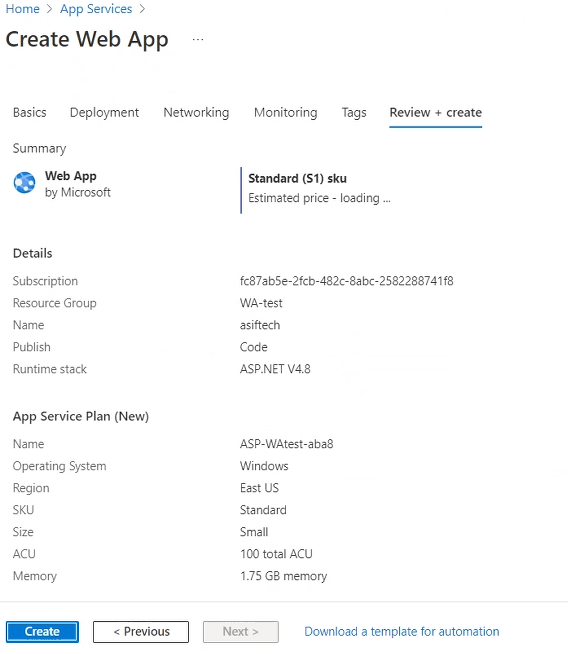 Home > App Services >
Create Web App ...
Basics Deployment Networking Monitoring Tags Review + create
Summary
Web App
by Microsoft
Standard (S1) sku
Estimated price - loading ...
Details
Subscription fc87ab5e-2fcb-482c-8abc-2582288741f8
Resource Group WA-test
Name asiftech
Publish Code
Runtime stack ASP.NET V4.8
App Service Plan (New)
Name ASP-WAtest-aba8
Operating System Windows
Region East US
SKU Standard
Size Small
ACU 100 total ACU
Memory 1.75 GB memory
Create < Previous Next > Download a template for automation